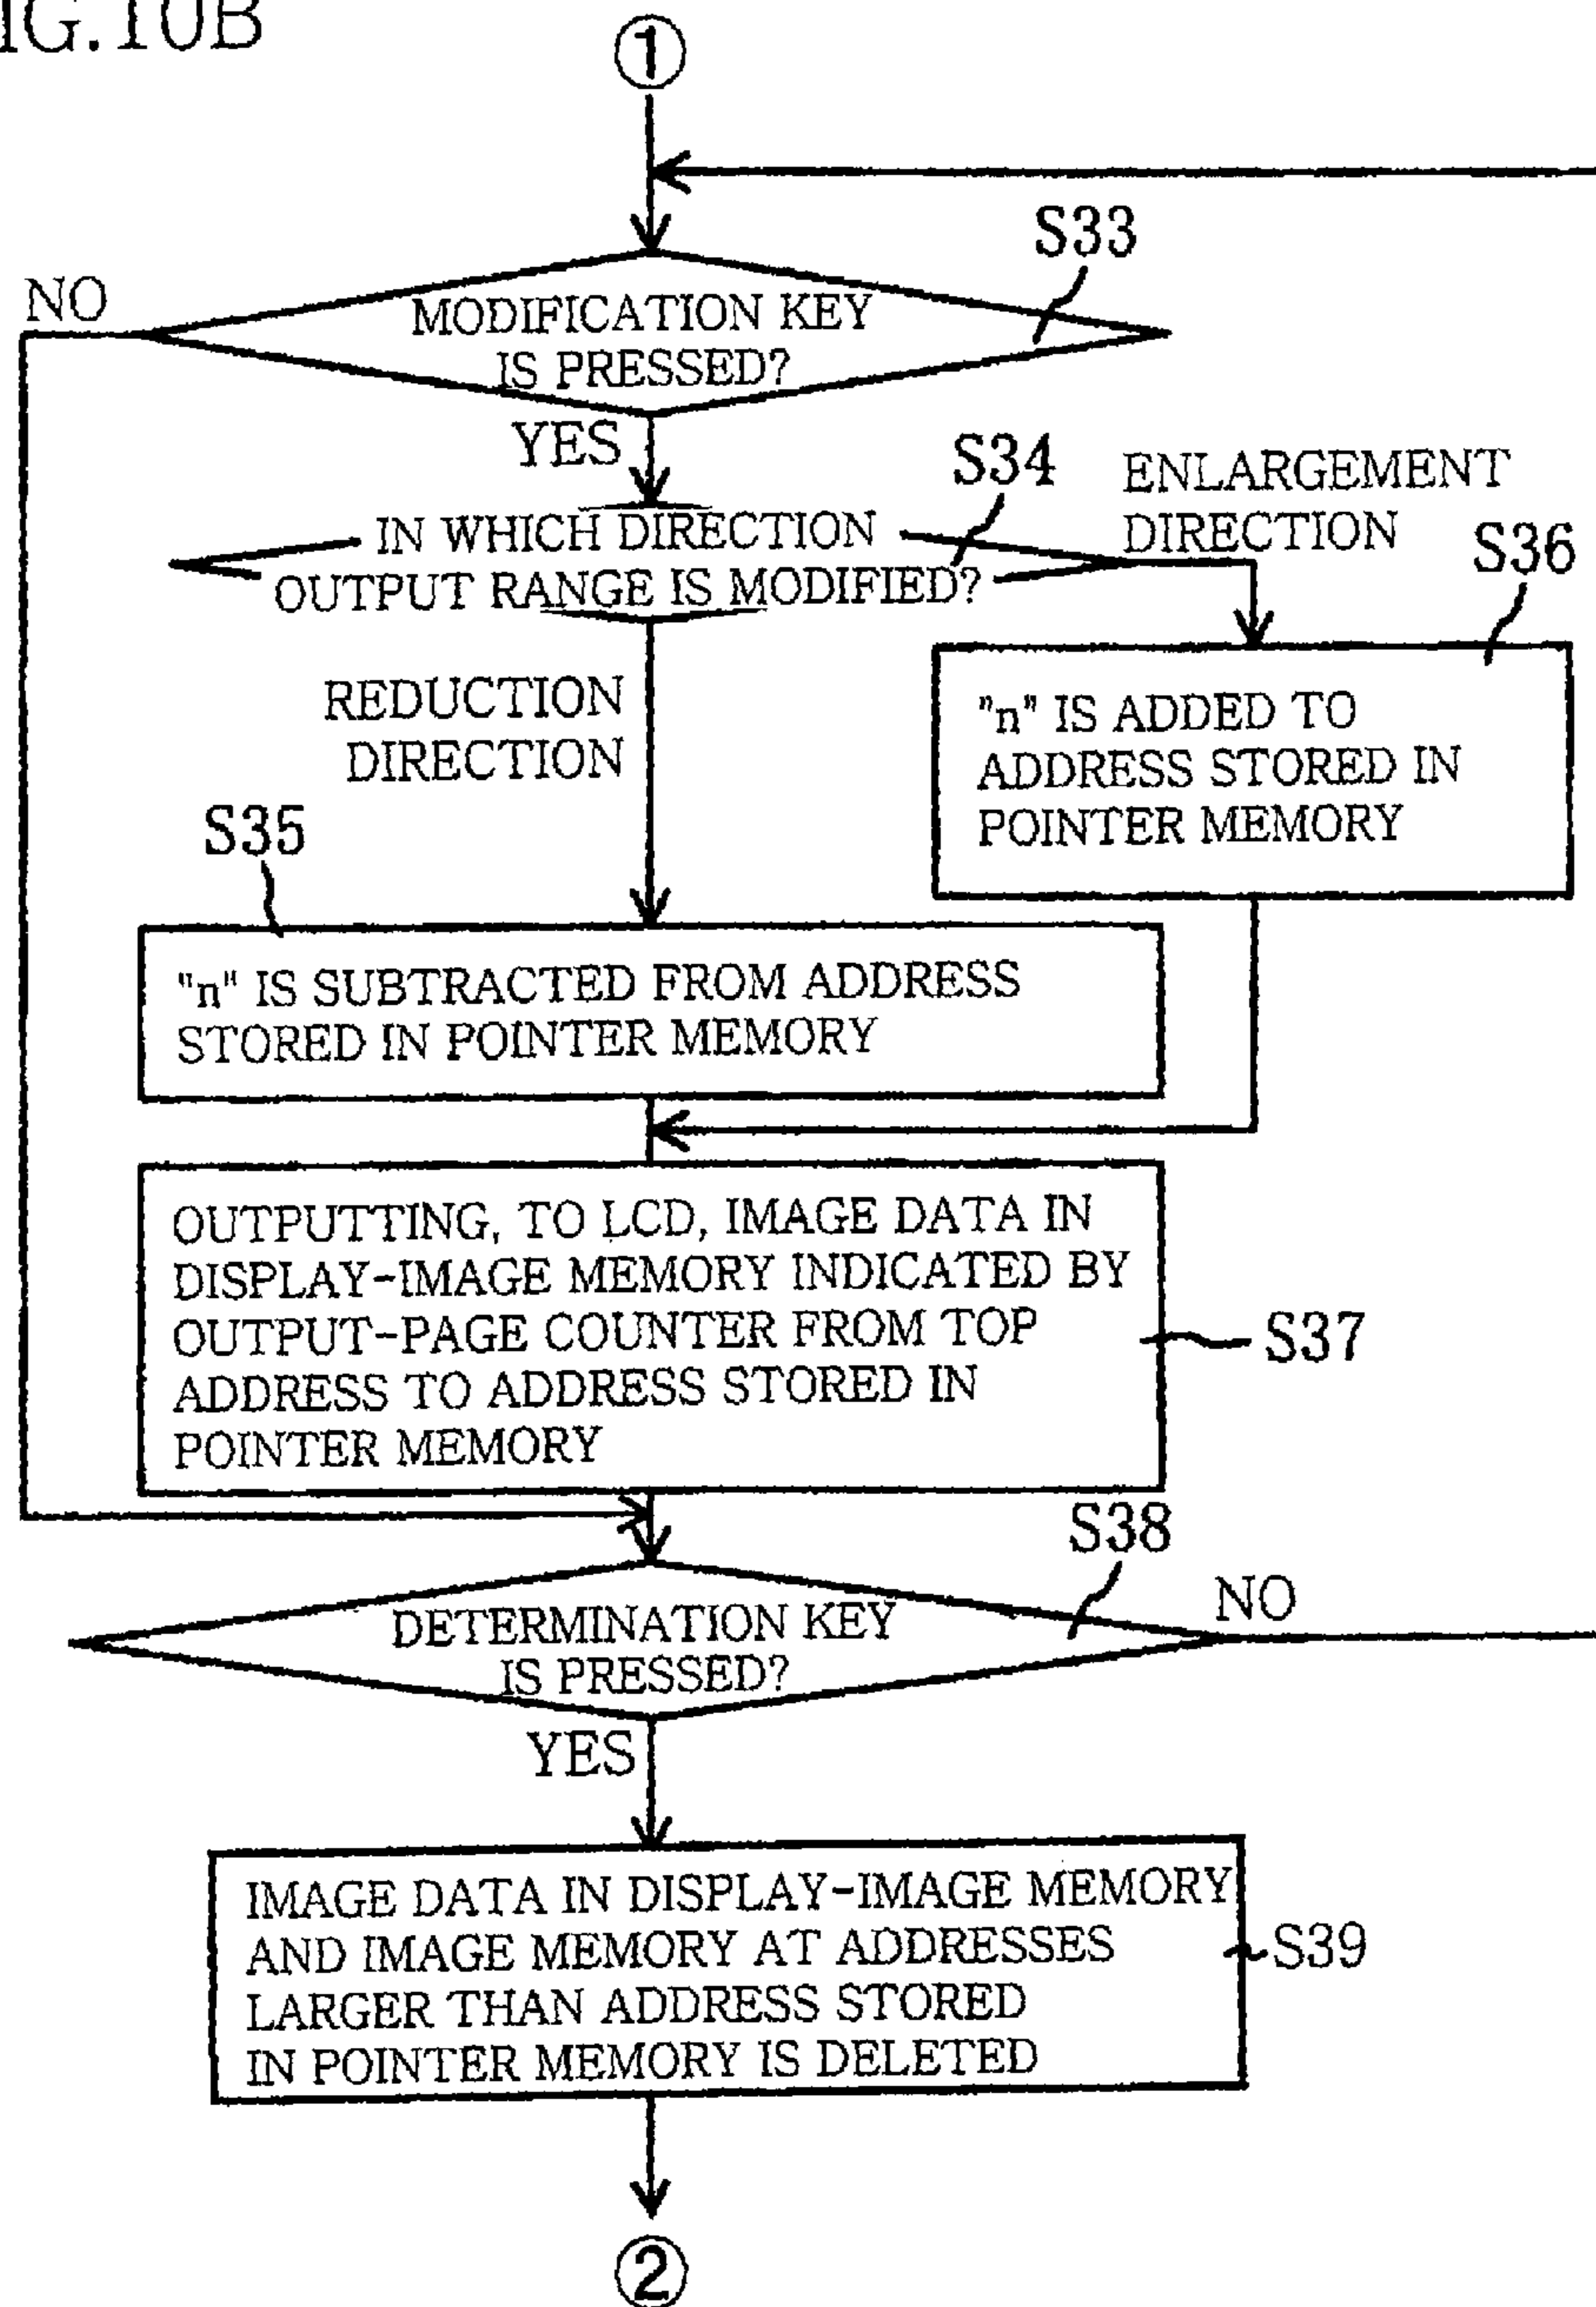 IG. 10B
1
S33
NO
MODIFICATION KEY
IS PRESSED?
YES
S34
ENLARGEMENT
DIRECTION
IN WHICH DIRECTION
OUTPUT RANGE IS MODIFIED?
S36
REDUCTION
DIRECTION
"n" IS ADDED TO
ADDRESS STORED IN
POINTER MEMORY
S35
"n" IS SUBTRACTED FROM ADDRESS
STORED IN POINTER MEMORY
OUTPUTTING, TO LCD, IMAGE DATA IN
DISPLAY-IMAGE MEMORY INDICATED BY
OUTPUT-PAGE COUNTER FROM TOP
ADDRESS TO ADDRESS STORED IN
POINTER MEMORY
S37
S38
NO
DETERMINATION KEY
IS PRESSED?
YES
IMAGE DATA IN DISPLAY-IMAGE MEMORY
AND IMAGE MEMORY AT ADDRESSES
LARGER THAN ADDRESS STORED
IN POINTER MEMORY IS DELETED
S39
2